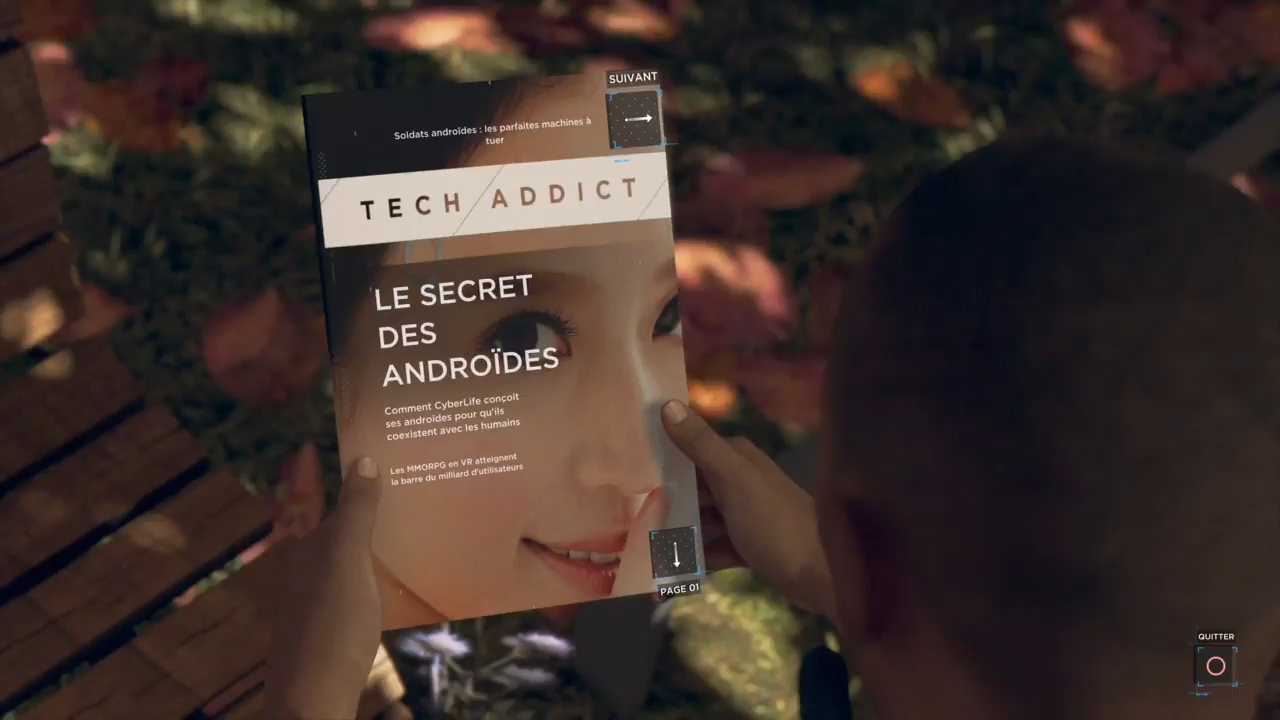 SUIVANT
Soldats androïdes : les parfaites machines à
tuer
TECH ADDICT
LE SECRET
DES
ANDROÏDES
Comment CyberLife conçoit
ses androïdes pour qu'ils
coexistent avec les humains
Les MMORPG en VR atteignent
la barre du milliard d'utilisateurs
PAGE 01
QUITTER